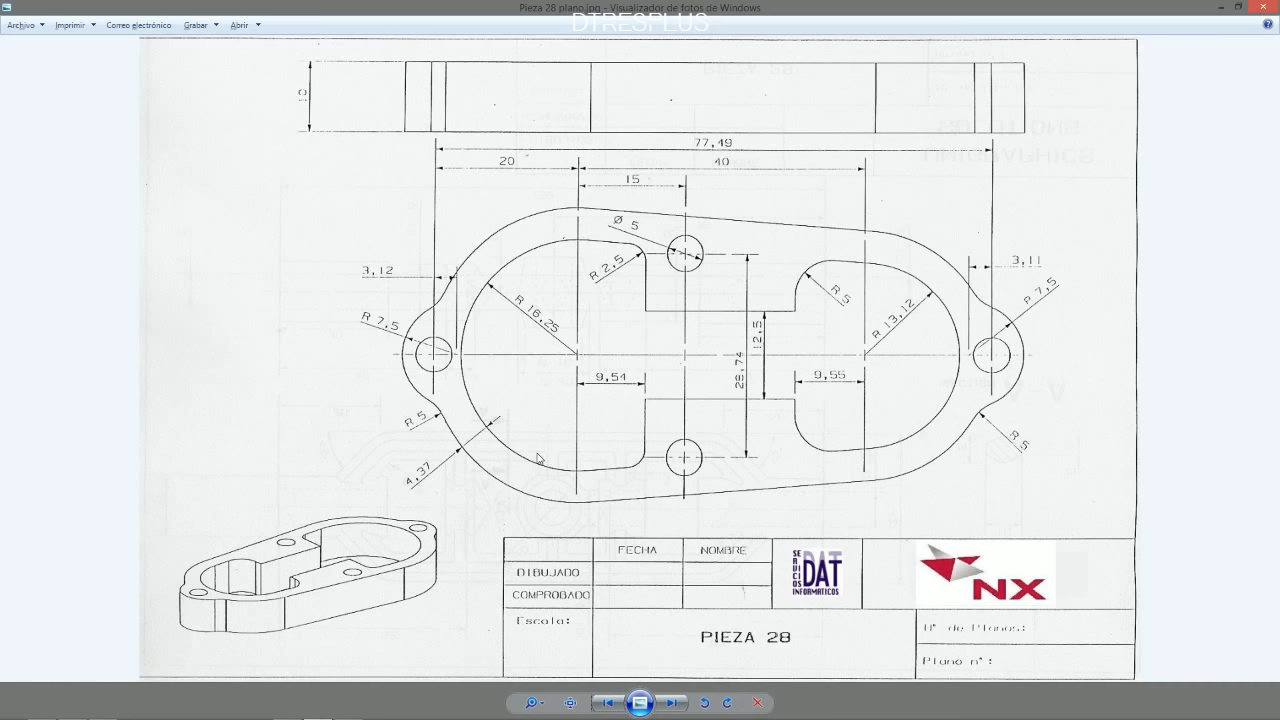 Pieza 28 plano.jpg - Visualizador de fotos de Windows
DTRESPLUS
Archivo Imprimir Correo electrónico Grabar Abrir
10
77,49
20 40
15
Ø 5
3,12 3,11
R 2,5
R 5
R 7,5
R 16,25
R 13,12
R 7,5
12,5
28,74
9,54 9,55
R 5
R 5
4,37
FECHA NOMBRE
DIBUJADO
COMPROBADO
SERVICIOS INFORMATICOS DAT
NX
Escala:
PIEZA 28
Nº de Planos:
Plano nº: